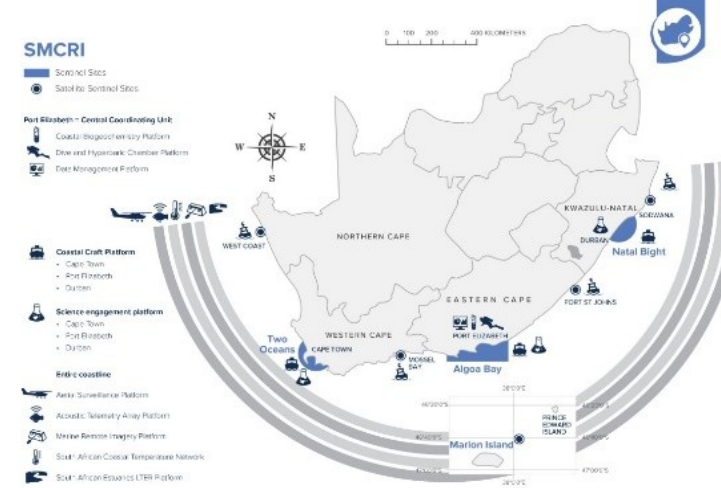 SMCRI
Sentinel Sites
Satellite Sentinel Sites
Port Elizabeth = Central Coordinating Unit
Coastal Biogeochemistry Platform
Dive and Hyperbaric Chamber Platform
Data Management Platform
Coastal Craft Platform
• Cape Town
• Port Elizabeth
• Durban
Science engagement platform
• Cape Town
• Port Elizabeth
• Durban
Entire coastline
Aerial Surveillance Platform
Acoustic Telemetry Array Platform
Marine Remote Imagery Platform
South African Coastal Temperature Network
South African Estuaries LTER Platform
0 100 200 400 KILOMETERS
N
W E
S
KWAZULU-NATAL
SODWANA
DURBAN
Natal Bight
WEST COAST
NORTHERN CAPE
PORT ST JOHNS
EASTERN CAPE
WESTERN CAPE
PORT ELIZABETH
Two
Oceans
CAPE TOWN
MOSSEL
BAY
Algoa Bay
PRINCE
EDWARD
ISLAND
Marion Island